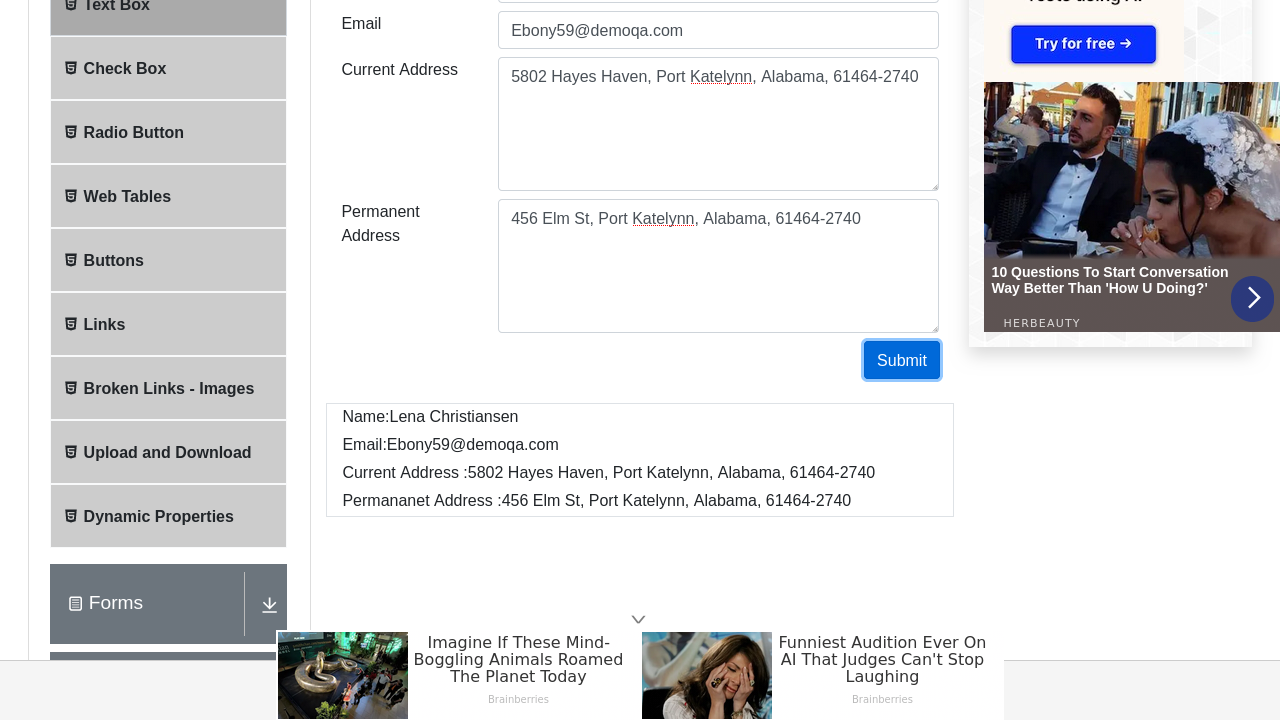 Text Box
Check Box
Radio Button
Web Tables
Buttons
Links
Broken Links - Images
Upload and Download
Dynamic Properties
Forms
Email
Ebony59@demoqa.com
Current Address
5802 Hayes Haven, Port Katelynn, Alabama, 61464-2740
Permanent
Address
456 Elm St, Port Katelynn, Alabama, 61464-2740
Submit
Name:Lena Christiansen
Email:Ebony59@demoqa.com
Current Address :5802 Hayes Haven, Port Katelynn, Alabama, 61464-2740
Permananet Address :456 Elm St, Port Katelynn, Alabama, 61464-2740
Try for free →
10 Questions To Start Conversation
Way Better Than 'How U Doing?'
HERBEAUTY
Imagine If These Mind-
Boggling Animals Roamed
The Planet Today
Brainberries
Funniest Audition Ever On
AI That Judges Can't Stop
Laughing
Brainberries